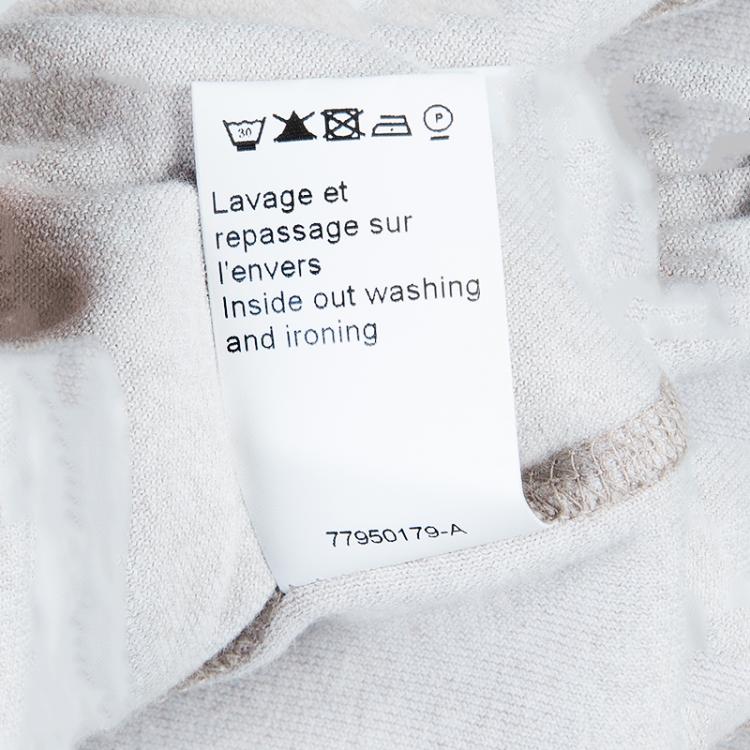 30 P
Lavage et
repassage sur
l'envers
Inside out washing
and ironing
77950179-A